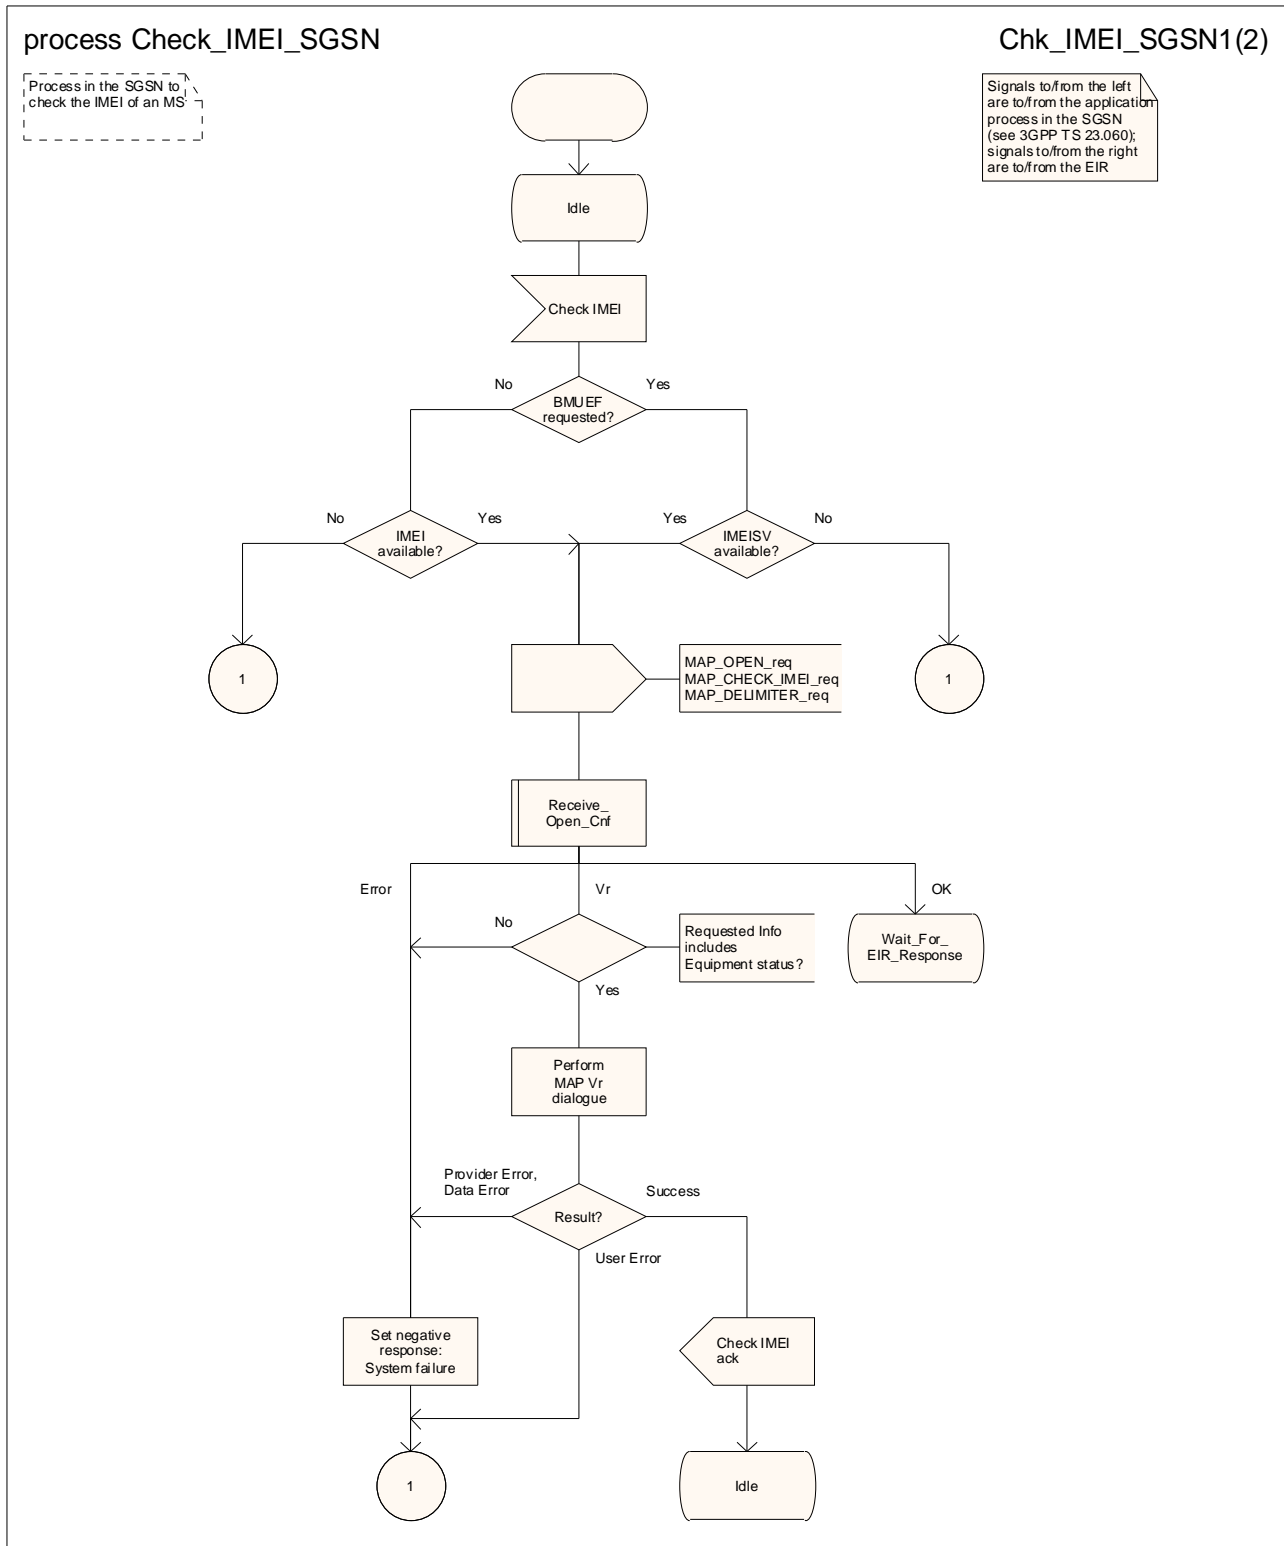 process Check_IMEI_SGSN
Chk_IMEI_SGSN1(2)
Process in the SGSN to
check the IMEI of an MS
Signals to/from the left
are to/from the application
process in the SGSN
(see 3GPP TS 23.060);
signals to/from the right
are to/from the EIR
Idle
Check IMEI
No
Yes
BMUEF
requested?
No
Yes
Yes
No
IMEI
available?
IMEISV
available?
1
MAP_OPEN_req
MAP_CHECK_IMEI_req
MAP_DELIMITER_req
1
Receive_
Open_Cnf
Error
Vr
OK
No
Requested Info
includes
Equipment status?
Wait_For_
EIR_Response
Yes
Perform
MAP Vr
dialogue
Provider Error,
Data Error
Success
Result?
User Error
Set negative
response:
System failure
Check IMEI
ack
1
Idle